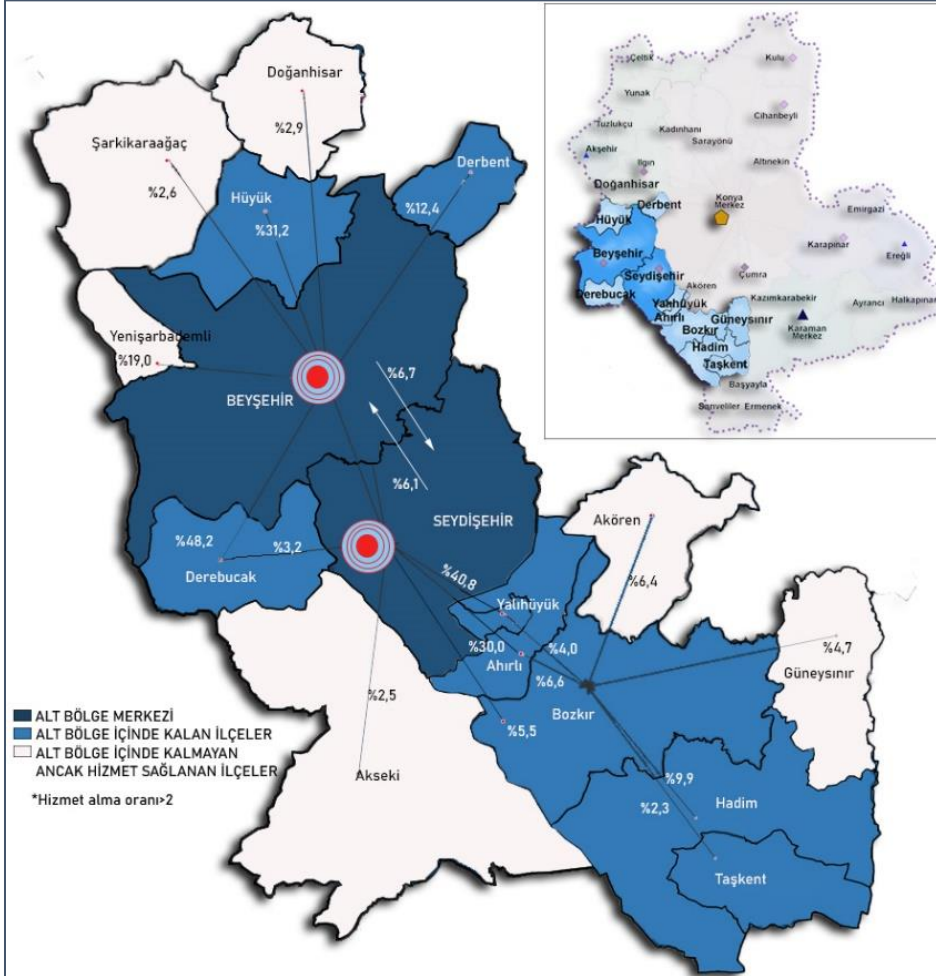 Doğanhisar
%2,9
Şarkikaraağaç
%2,6
Hüyük
%31,2
Derbent
%12,4
Yenişarbademli
%19,0
BEYŞEHİR
%6,7
%6,1
SEYDİŞEHİR
%48,2
%3,2
Derebucak
%40,8
Akören
%6,4
Yalıhüyük
%30,0
%4,0
Ahırlı
%6,6
Bozkır
%5,5
%4,7
Güneysınır
%2,5
Akseki
%9,9
%2,3
Hadim
Taşkent
ALT BÖLGE MERKEZİ
ALT BÖLGE İÇİNDE KALAN İLÇELER
ALT BÖLGE İÇİNDE KALMAYAN
ANCAK HİZMET SAĞLANAN İLÇELER
*Hizmet alma oranı>2
Çeltik
Kulu
Yunak
Cihanbeyli
Tuzlukçu
Kadınhanı
Sarayönü
Akşehir
Ilgın
Altınekin
Doğanhisar
Derbent
Konya
Merkez
Hüyük
Emirgazi
Beyşehir
Karapınar
Ereğli
Seydişehir
Çumra
Akören
Derebucak
Yalıhüyük
Kazımkarabekir
Ayrancı
Halkapınar
Ahırlı
Güneysınır
Bozkır
Karaman
Merkez
Hadim
Taşkent
Başyayla
Sarıveliler
Ermenek